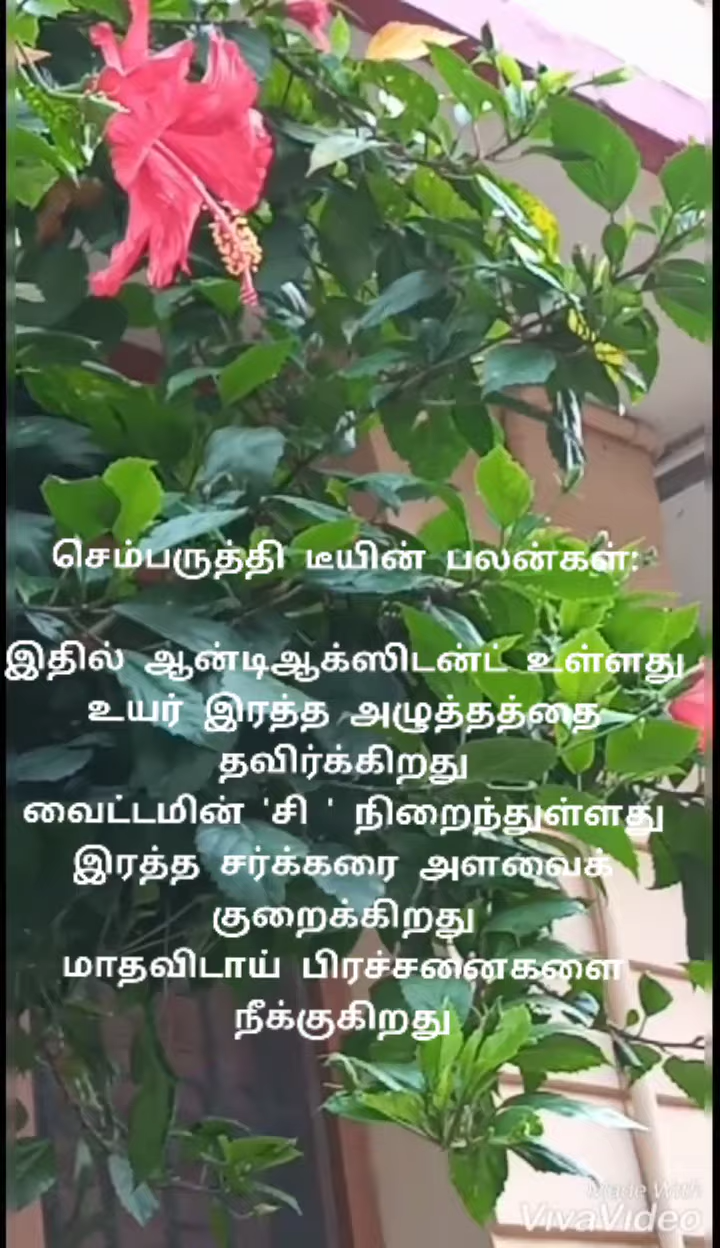 செம்பருத்தி டீயின் பலன்கள்:
இதில் ஆன்டிஆக்ஸிடன்ட் உள்ளது
உயர் இரத்த அழுத்தத்தை
தவிர்க்கிறது
வைட்டமின் 'சி ' நிறைந்துள்ளது
இரத்த சர்க்கரை அளவைக்
குறைக்கிறது
மாதவிடாய் பிரச்சனைகளை
நீக்குகிறது
Made With
VivaVideo